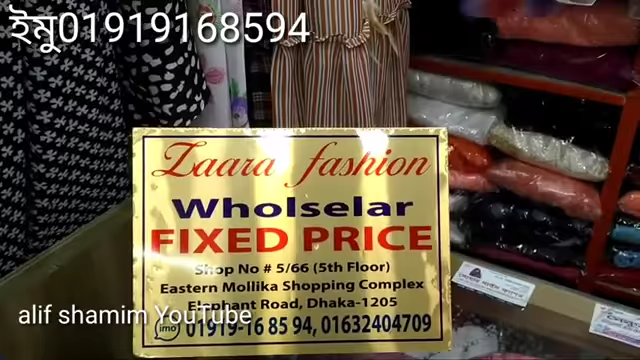 ইমু01919168594
Zaara fashion
Wholselar
FIXED PRICE
Shop No # 5/66 (5th Floor)
Eastern Mollika Shopping Complex
Elephant Road, Dhaka-1205
imo 01919-16 85 94, 01632404709
alif shamim YouTube